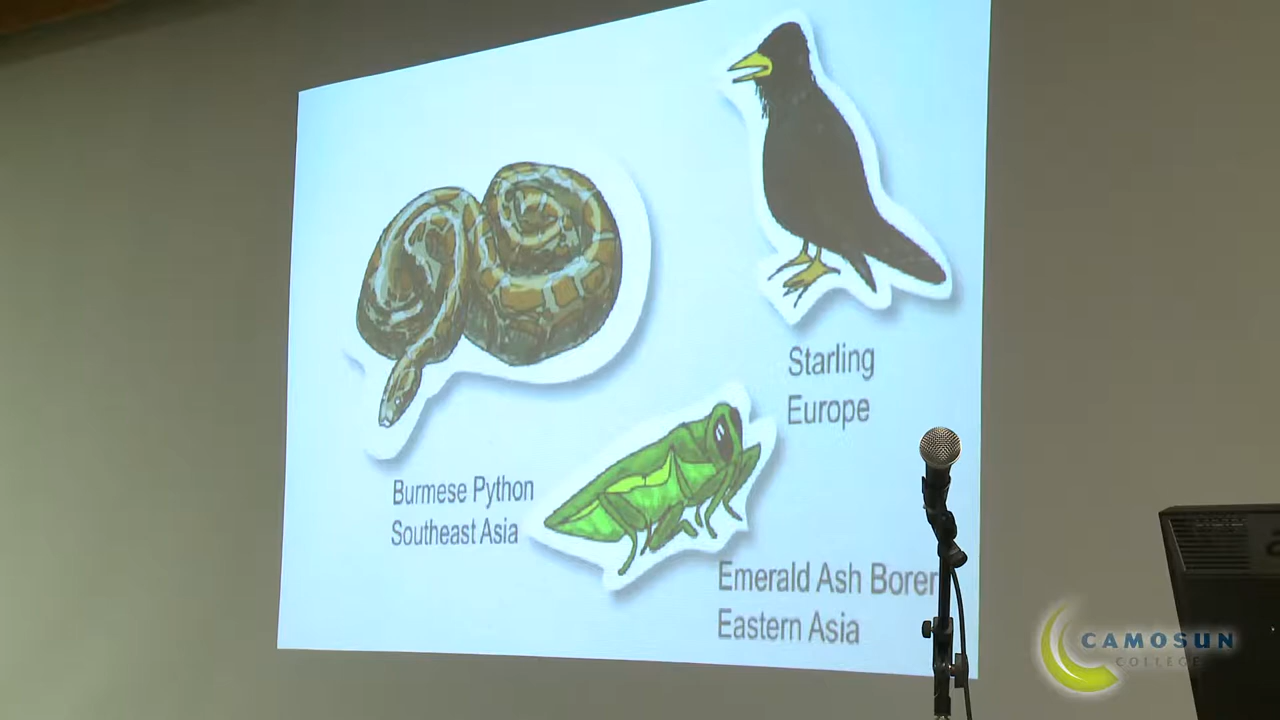 Starling
Europe
Burmese Python
Southeast Asia
Emerald Ash Borer
Eastern Asia
CAMOSUN
COLLEGE